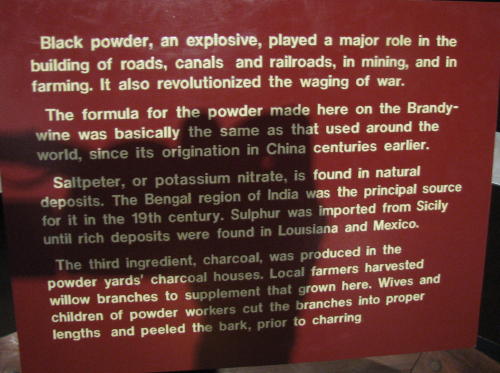 Black powder, an explosive, played a major role in the
building of roads, canals and railroads, in mining, and in
farming. It also revolutionized the waging of war.
The formula for the powder made here on the Brandy-
wine was basically the same as that used around the
world, since its origination in China centuries earlier.
Saltpeter, or potassium nitrate, is found in natural
deposits. The Bengal region of India was the principal source
for it in the 19th century. Sulphur was imported from Sicily
until rich deposits were found in Louisiana and Mexico.
The third ingredient, charcoal, was produced in the
powder yards' charcoal houses. Local farmers harvested
willow branches to supplement that grown here. Wives and
children of powder workers cut the branches into proper
lengths and peeled the bark, prior to charring